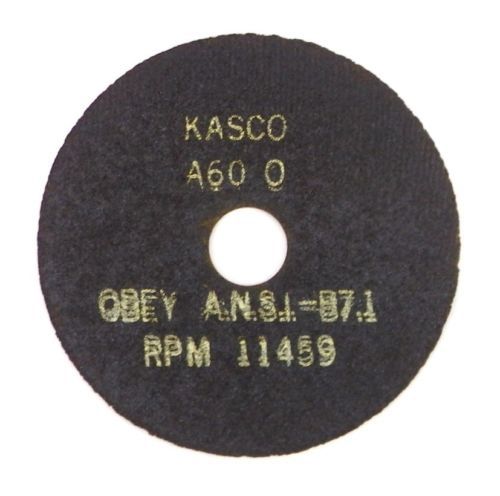 KASCO
A60 O
OBEY A.N.S.I.-B7.1
RPM 11459